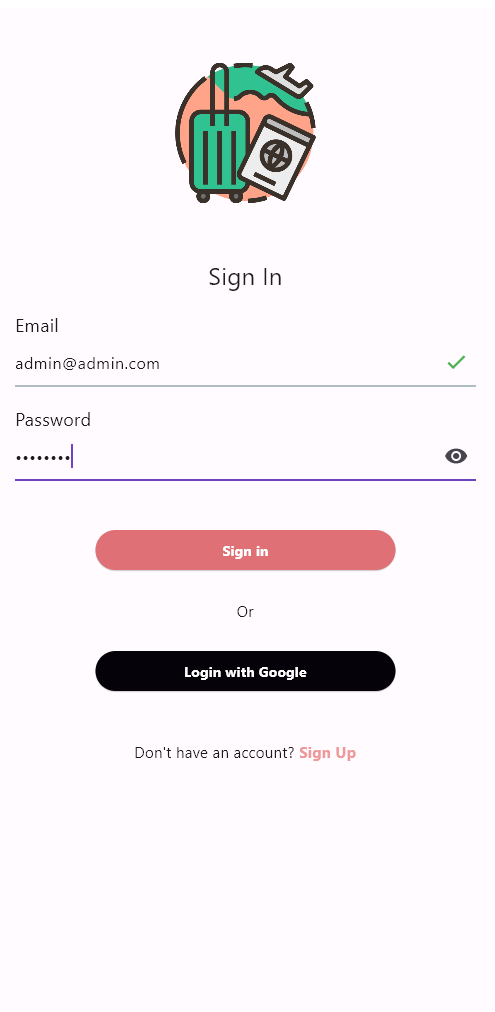 Sign In
Email
admin@admin.com
Password
••••••••
Sign in
Or
Login with Google
Don't have an account? Sign Up